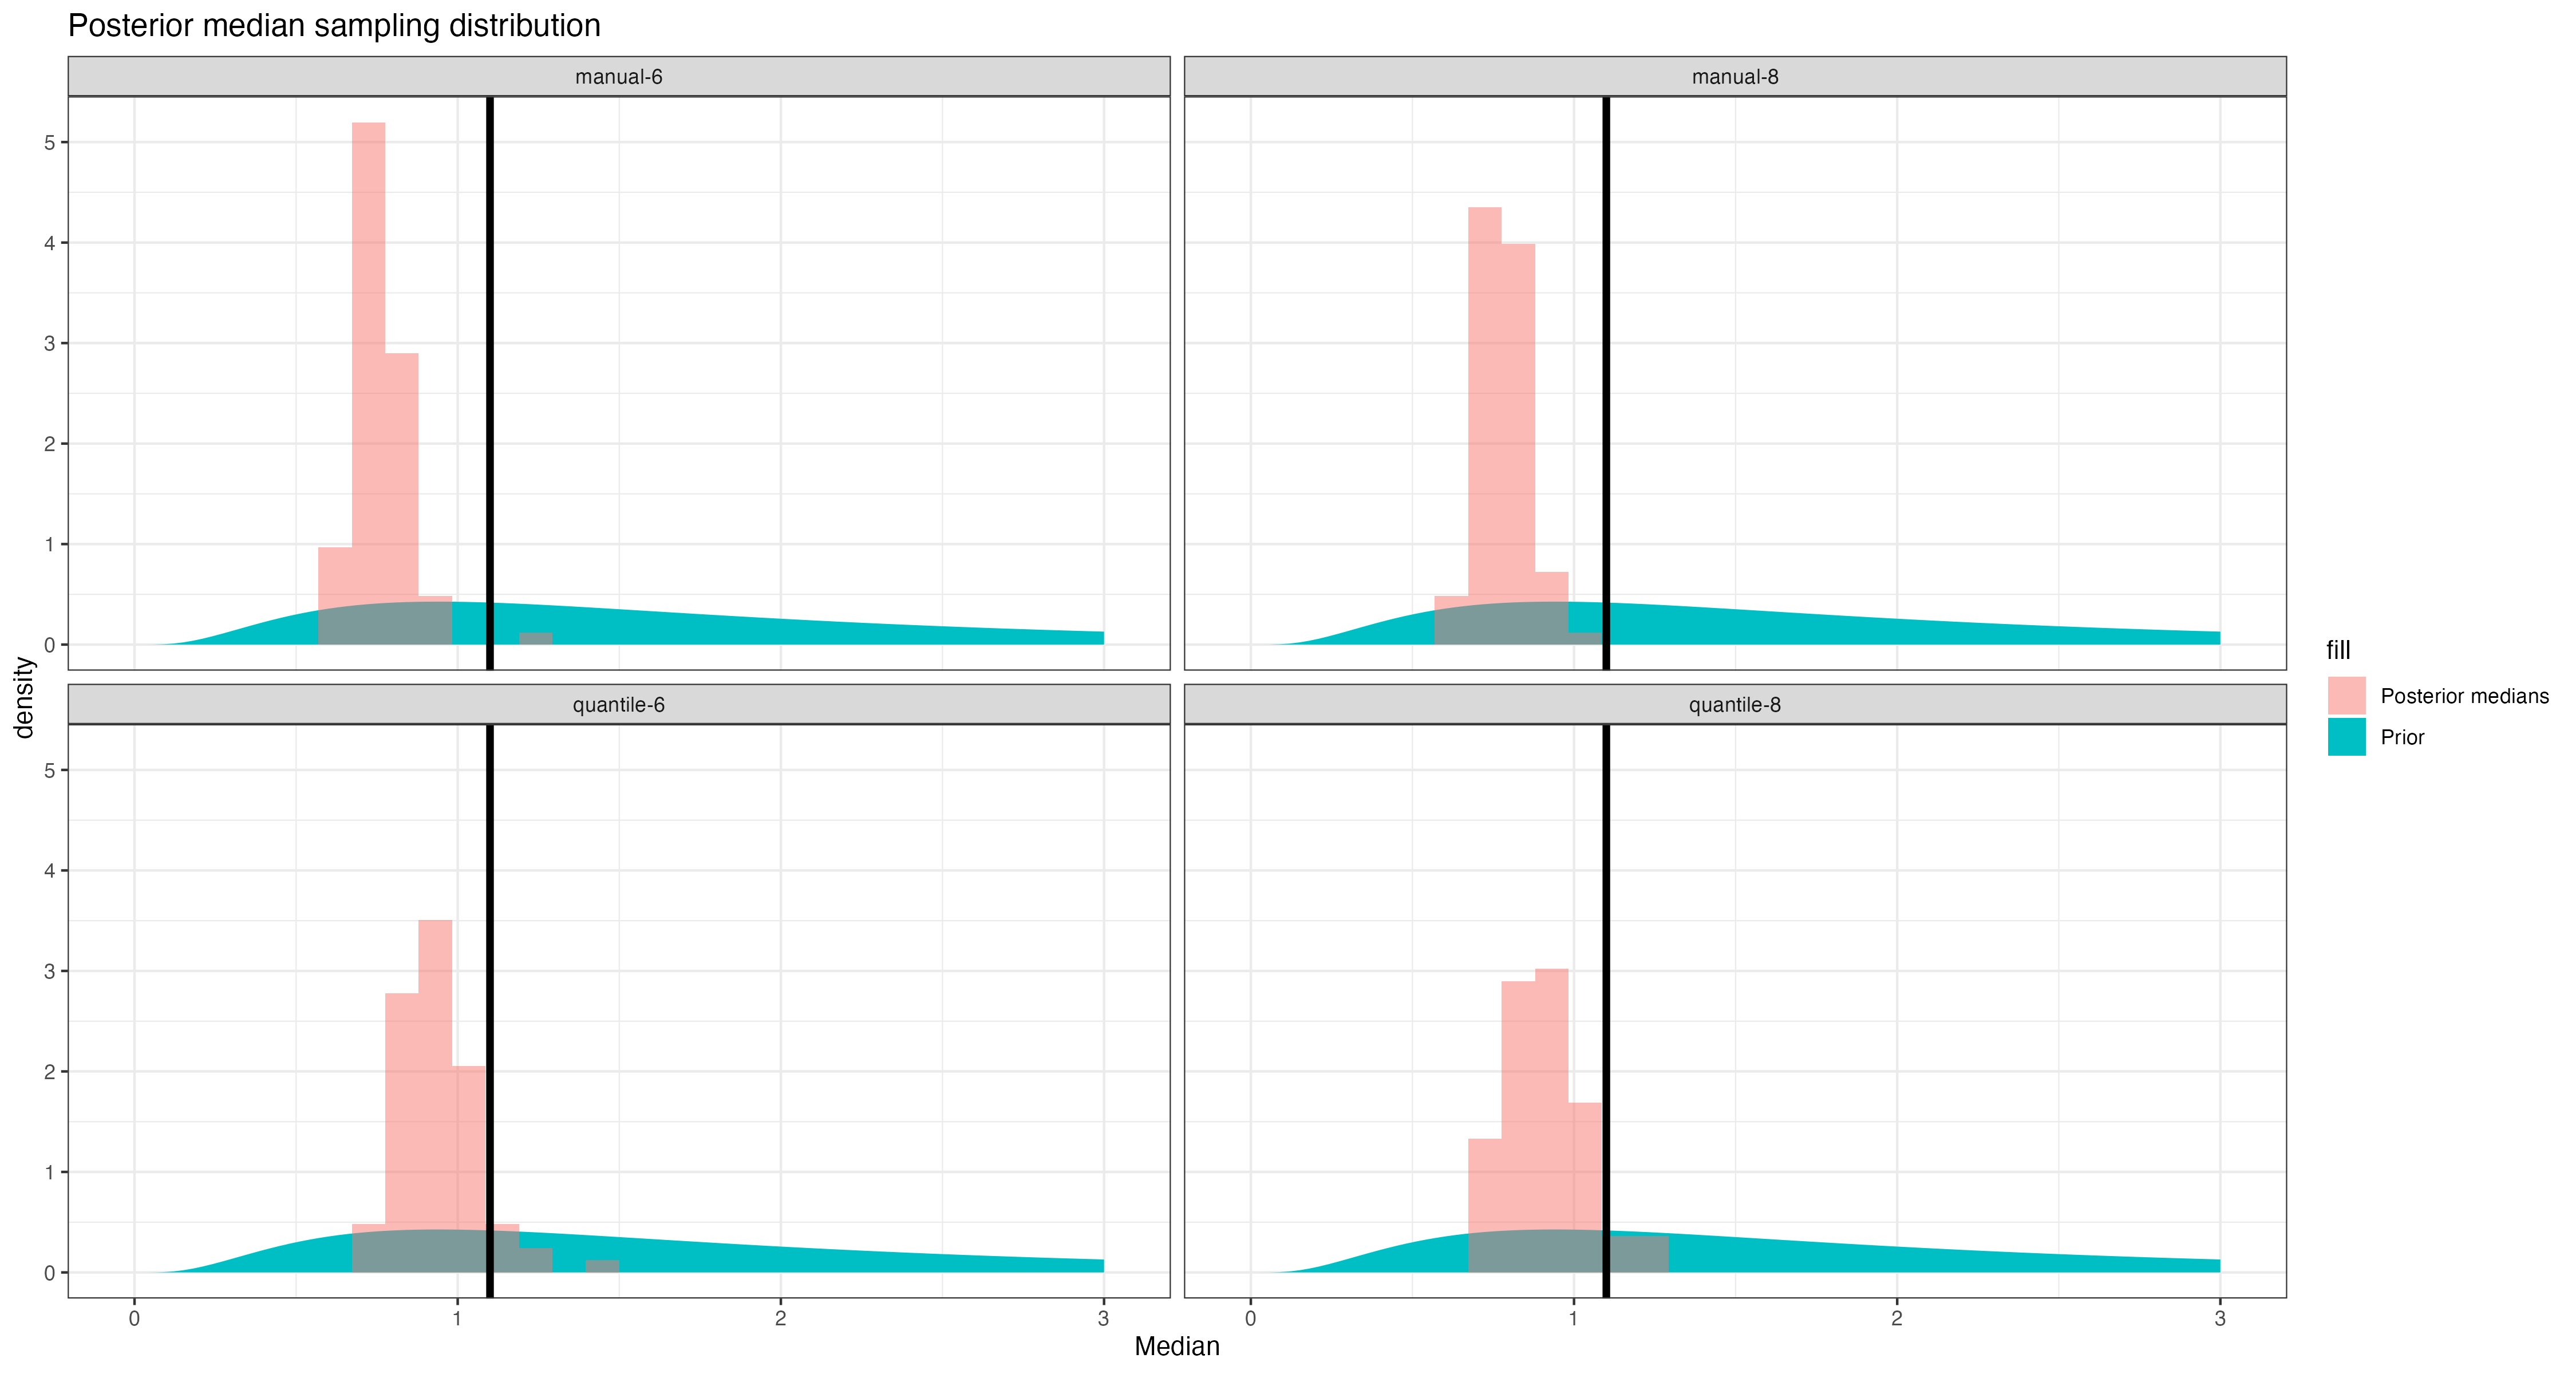 Posterior median sampling distribution
manual-6
manual-8
5
4
3
2
1
0
quantile-6
quantile-8
5
4
3
2
1
0
density
0
1
2
3
0
1
2
3
Median
fill
Posterior medians
Prior